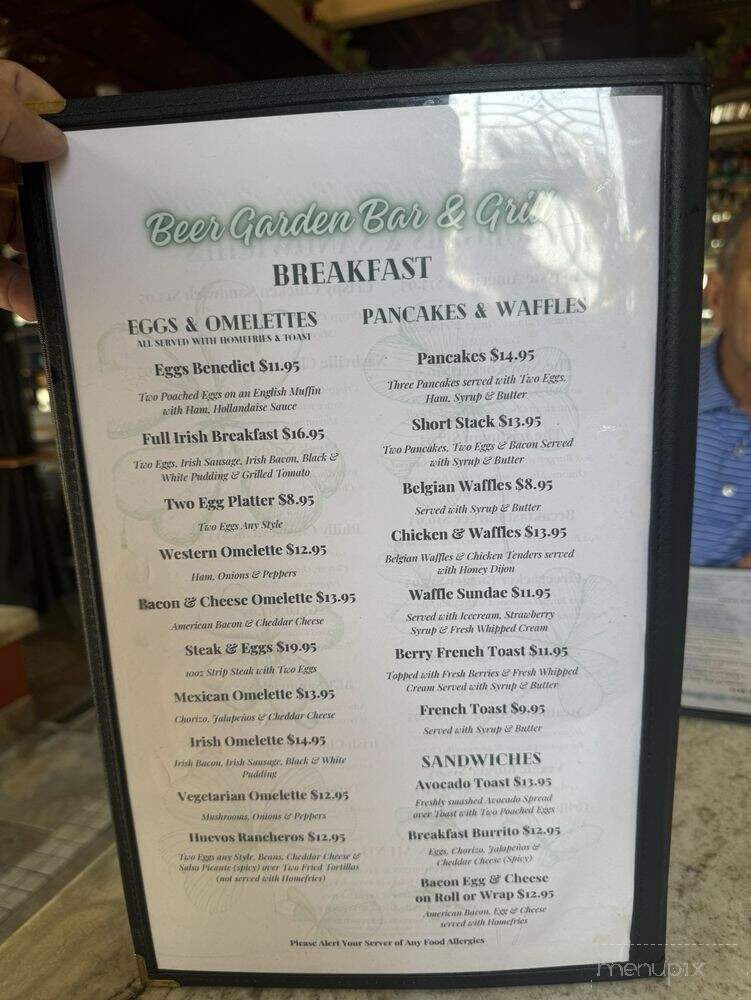 Beer Garden Bar & Grill
BREAKFAST
EGGS & OMELETTES
ALL SERVED WITH HOMEFRIES & TOAST
Eggs Benedict $11.95
Two Poached Eggs on an English Muffin
with Ham, Hollandaise Sauce
Full Irish Breakfast $16.95
Two Eggs, Irish Sausage, Irish Bacon, Black &
White Pudding & Grilled Tomato
Two Egg Platter $8.95
Two Eggs Any Style
Western Omelette $12.95
Ham, Onions & Peppers
Bacon & Cheese Omelette $13.95
American Bacon & Cheddar Cheese
Steak & Eggs $19.95
10oz Strip Steak with Two Eggs
Mexican Omelette $13.95
Chorizo, Jalapeños & Cheddar Cheese
Irish Omelette $14.95
Irish Bacon, Irish Sausage, Black & White
Pudding
Vegetarian Omelette $12.95
Mushrooms, Onions & Peppers
Huevos Rancheros $12.95
Two Eggs any Style, Beans, Cheddar Cheese &
Salsa Picante (spicy) over Two Fried Tortillas
(not served with Homefries)
PANCAKES & WAFFLES
Pancakes $14.95
Three Pancakes served with Two Eggs,
Ham, Syrup & Butter
Short Stack $13.95
Two Pancakes, Two Eggs & Bacon Served
with Syrup & Butter
Belgian Waffles $8.95
Served with Syrup & Butter
Chicken & Waffles $13.95
Belgian Waffles & Chicken Tenders served
with Honey Dijon
Waffle Sundae $11.95
Served with Icecream, Strawberry
Syrup & Fresh Whipped Cream
Berry French Toast $11.95
Topped with Fresh Berries & Fresh Whipped
Cream Served with Syrup & Butter
French Toast $9.95
Served with Syrup & Butter
SANDWICHES
Avocado Toast $13.95
Freshly smashed Avocado Spread
over Toast with Two Poached Eggs
Breakfast Burrito $12.95
Eggs, Chorizo, Jalapeños &
Cheddar Cheese (Spicy)
Bacon Egg & Cheese
on Roll or Wrap $12.95
American Bacon, Egg & Cheese
served with Homefries
Please Alert Your Server of Any Food Allergies
menupix